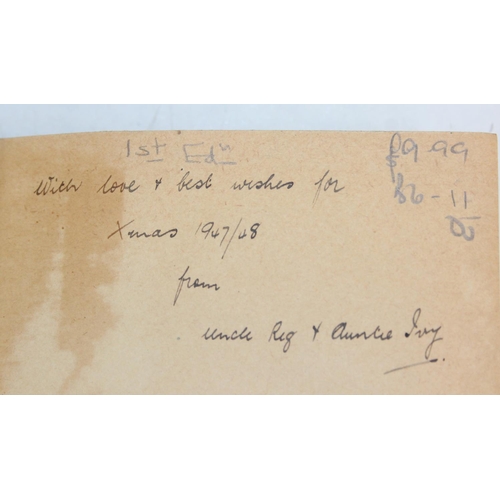 1st Edn
£9.99
With love & best wishes for
Xmas 1947/48
from
Uncle Reg & Auntie Ivy